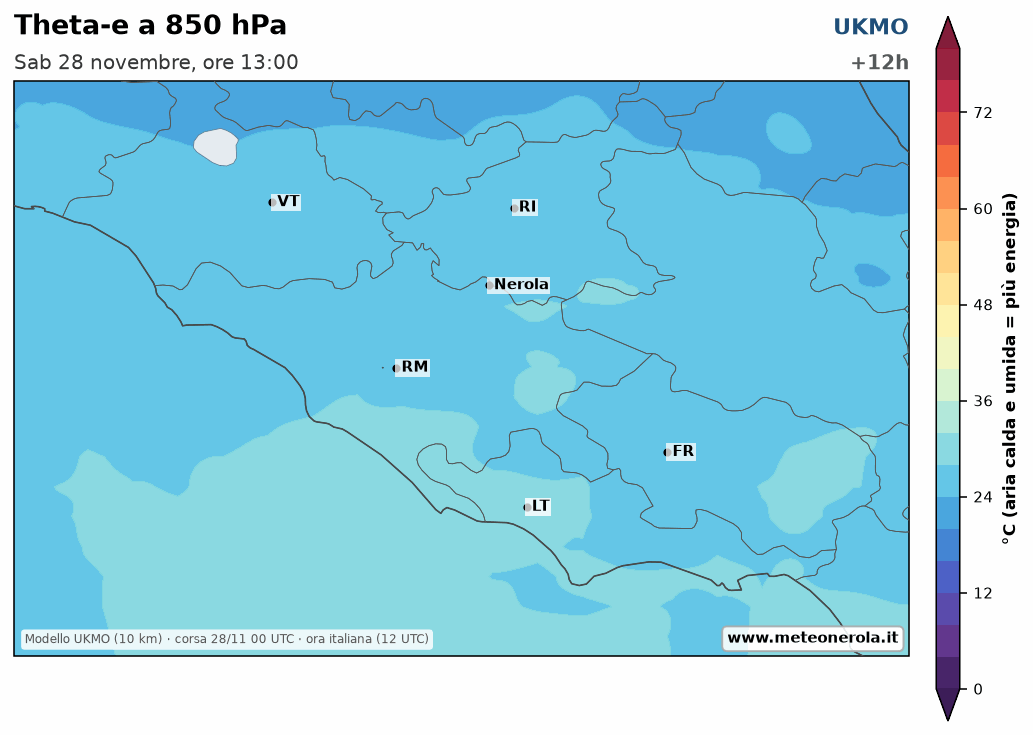 Theta-e a 850 hPa
UKMO
Sab 28 novembre, ore 13:00
+12h
VT
RI
Nerola
RM
FR
LT
Modello UKMO (10 km) · corsa 28/11 00 UTC · ora italiana (12 UTC)
www.meteonerola.it
72
60
48
36
24
12
0
°C (aria calda e umida = più energia)